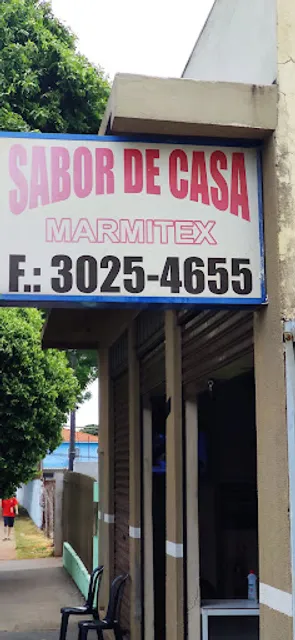 SABOR DE CASA
MARMITEX
F.: 3025-4655